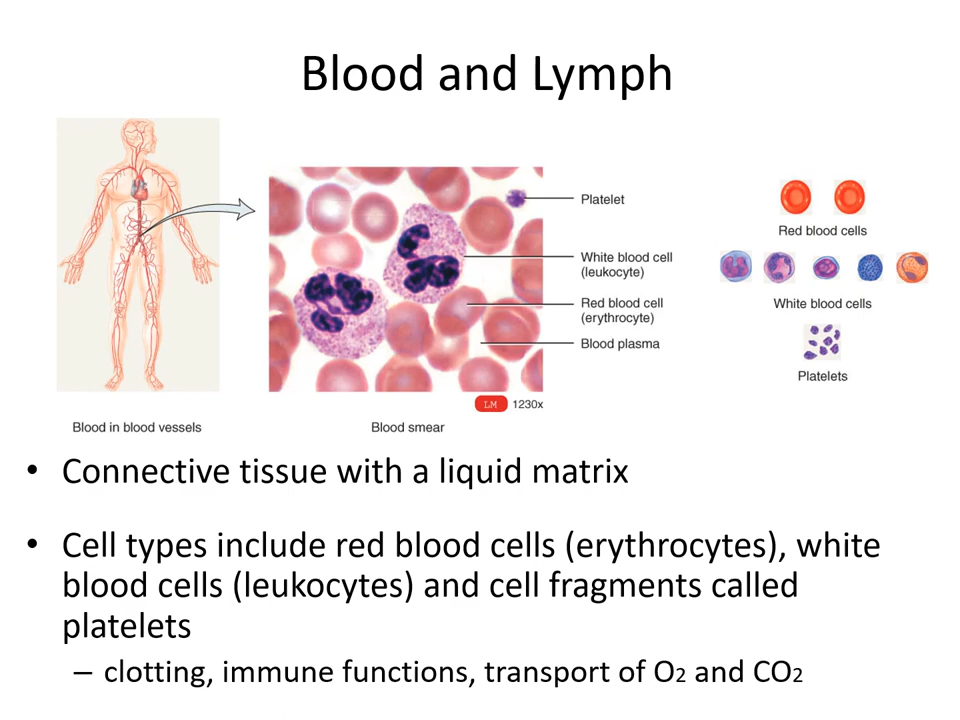 Blood and Lymph
Platelet
White blood cell
(leukocyte)
Red blood cell
(erythrocyte)
Blood plasma
LM 1230x
Blood in blood vessels
Blood smear
Red blood cells
White blood cells
Platelets
• Connective tissue with a liquid matrix
• Cell types include red blood cells (erythrocytes), white
blood cells (leukocytes) and cell fragments called
platelets
– clotting, immune functions, transport of O2 and CO2